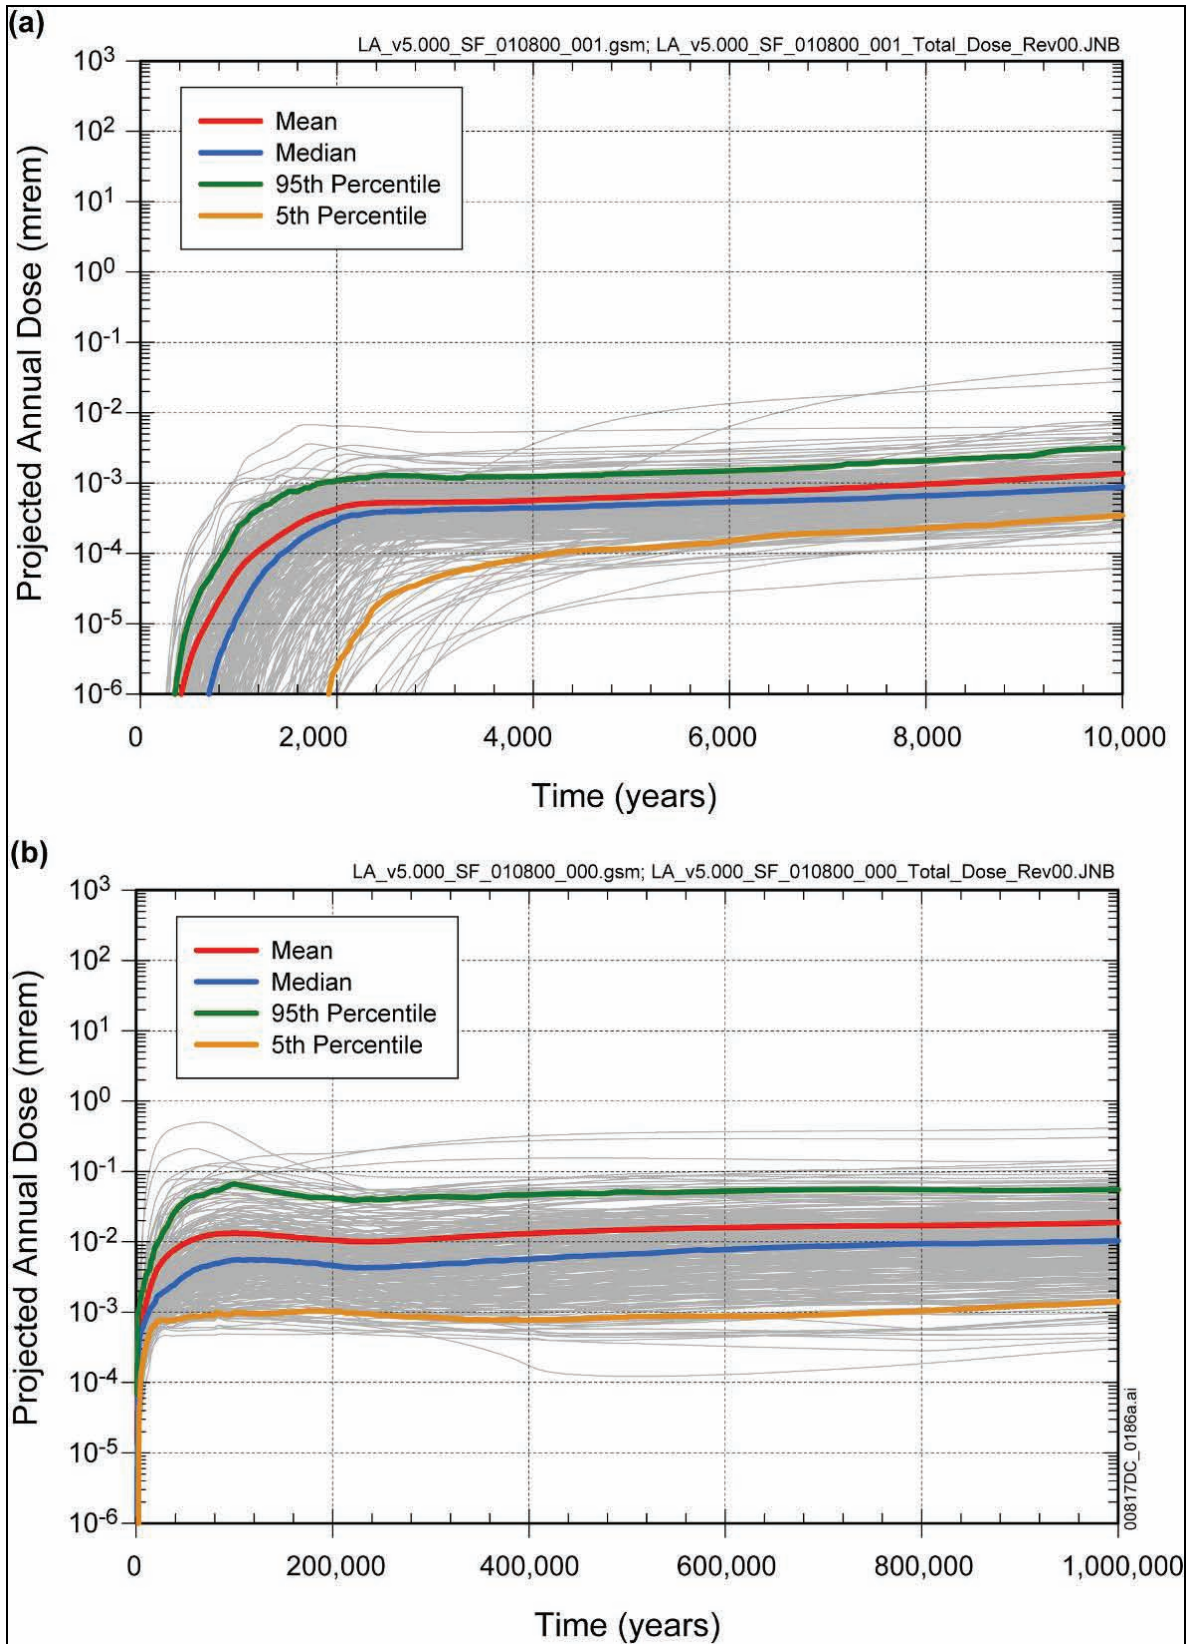 (a)
LA_v5.000_SF_010800_001.gsm; LA_v5.000_SF_010800_001_Total_Dose_Rev00.JNB
Projected Annual Dose (mrem)
10³
10²
10¹
10⁰
10⁻¹
10⁻²
10⁻³
10⁻⁴
10⁻⁵
10⁻⁶
Mean
Median
95th Percentile
5th Percentile
0 2,000 4,000 6,000 8,000 10,000
Time (years)
(b)
LA_v5.000_SF_010800_000.gsm; LA_v5.000_SF_010800_000_Total_Dose_Rev00.JNB
Projected Annual Dose (mrem)
10³
10²
10¹
10⁰
10⁻¹
10⁻²
10⁻³
10⁻⁴
10⁻⁵
10⁻⁶
Mean
Median
95th Percentile
5th Percentile
00817DC_0186a.ai
0 200,000 400,000 600,000 800,000 1,000,000
Time (years)